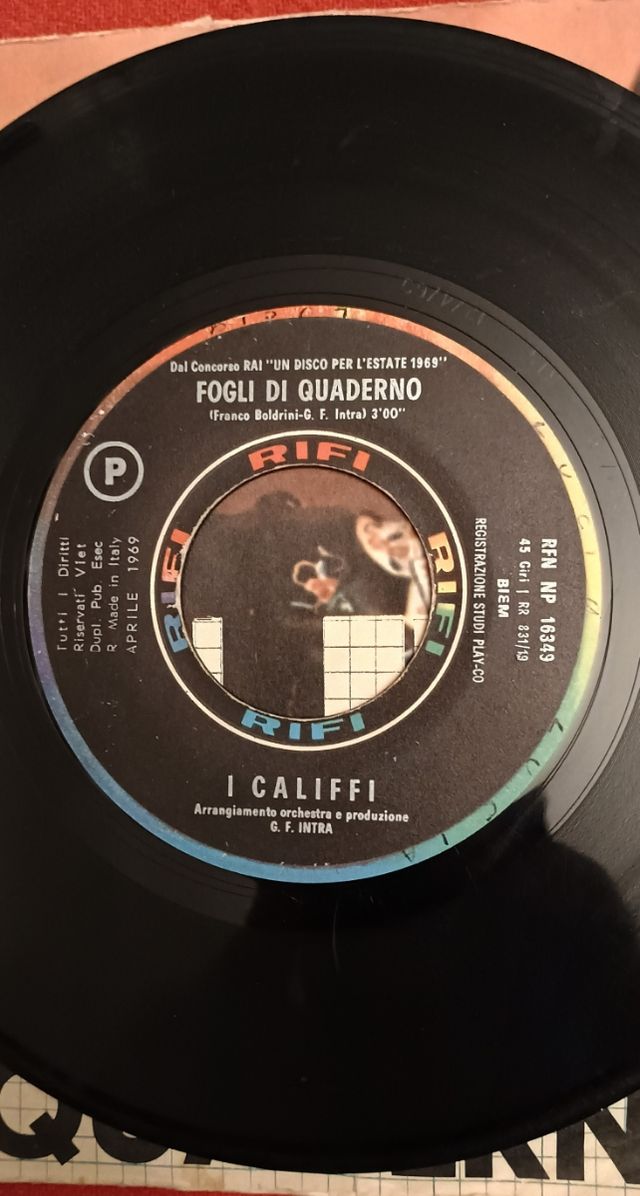 Dal Concorso RAI "UN DISCO PER L'ESTATE 1969"
FOGLI DI QUADERNO
(Franco Boldrini-G. F. Intra) 3'00"
P
RIFI
RIFI
RIFI
RIFI
Tutti i Diritti
Riservati Viet
Dupl. Pub. Esec
R Made in Italy
APRILE 1969
RFN NP 16349
45 Giri | RR 831/19
BIEM
REGISTRAZIONE STUDI PLAY-CO
I CALIFFI
Arrangiamento orchestra e produzione
G. F. INTRA